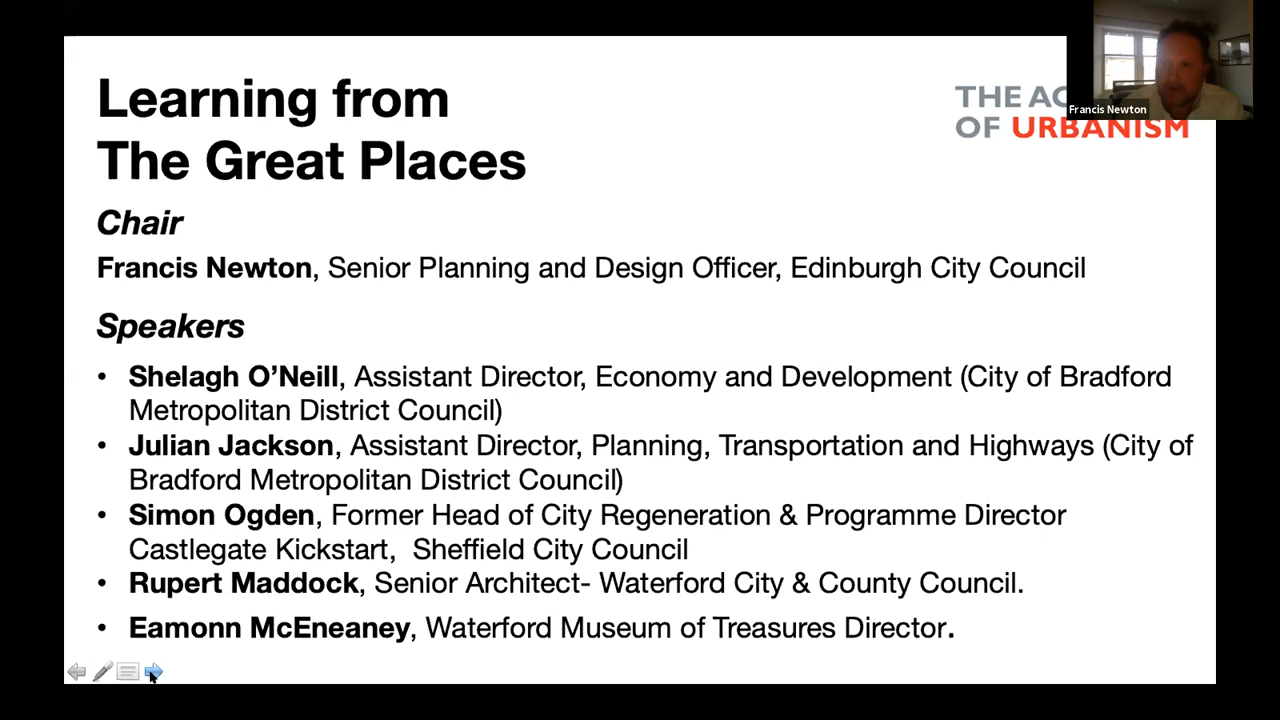 Learning from
The Great Places
THE AC
OF URBANISM
Francis Newton
Chair
Francis Newton, Senior Planning and Design Officer, Edinburgh City Council
Speakers
• Shelagh O’Neill, Assistant Director, Economy and Development (City of Bradford
Metropolitan District Council)
• Julian Jackson, Assistant Director, Planning, Transportation and Highways (City of
Bradford Metropolitan District Council)
• Simon Ogden, Former Head of City Regeneration & Programme Director
Castlegate Kickstart,  Sheffield City Council
• Rupert Maddock, Senior Architect- Waterford City & County Council.
• Eamonn McEneaney, Waterford Museum of Treasures Director.